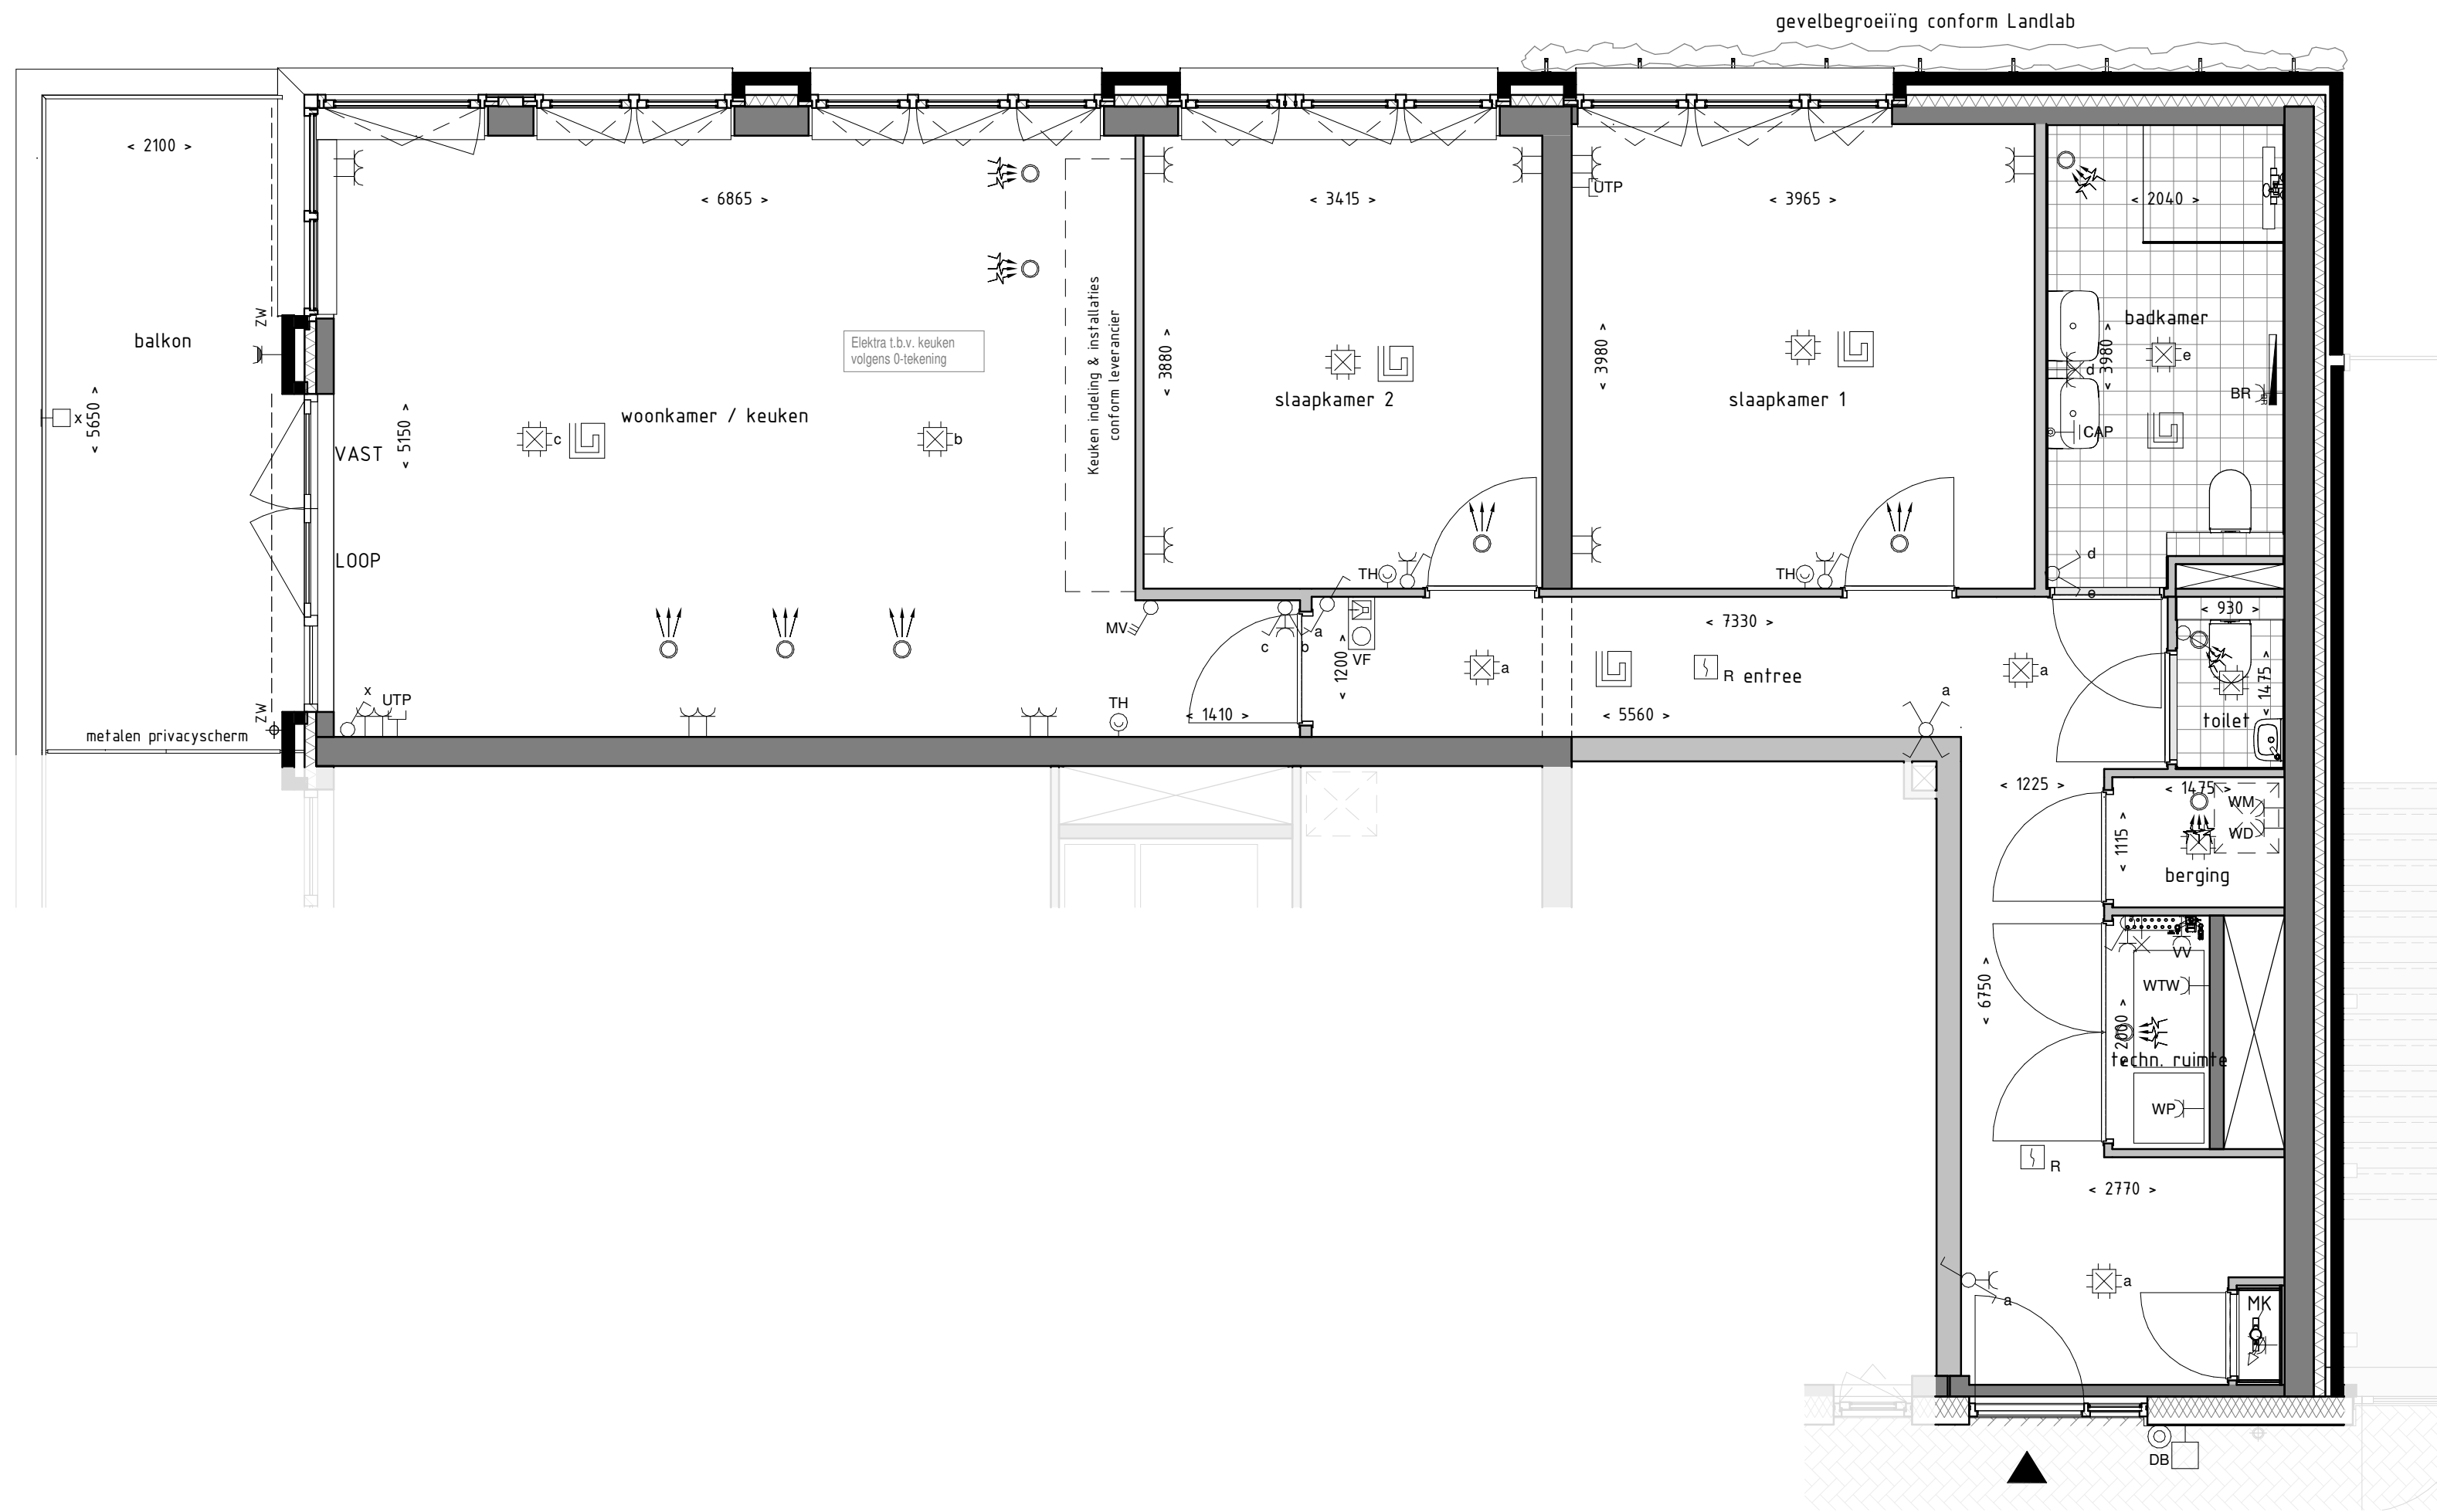 gevelbegroeiïng conform Landlab
< 2100 >
< 6865 >
< 3415 >
UTP
< 3965 >
< 2040 >
balkon
ZW
x
< 5650 >
Elektra t.b.v. keuken
volgens 0-tekening
Keuken indeling & installaties
conform leverancier
< 3880 >
slaapkamer 2
< 3980 >
slaapkamer 1
badkamer
e
d
< 3980 >
BR
CAP
woonkamer / keuken
c
b
VAST
< 5150 >
LOOP
TH
TH
d
e
MV
c
b
a
< 1200 >
VF
a
< 7330 >
R
entree
a
< 930 >
< 1475 >
toilet
x
UTP
TH
< 1410 >
< 5560 >
a
ZW
metalen privacyscherm
< 1225 >
< 1475 >
WM
WD
< 1115 >
berging
VV
WTW
< 6750 >
< 2000 >
techn. ruimte
WP
R
< 2770 >
a
a
MK
DB